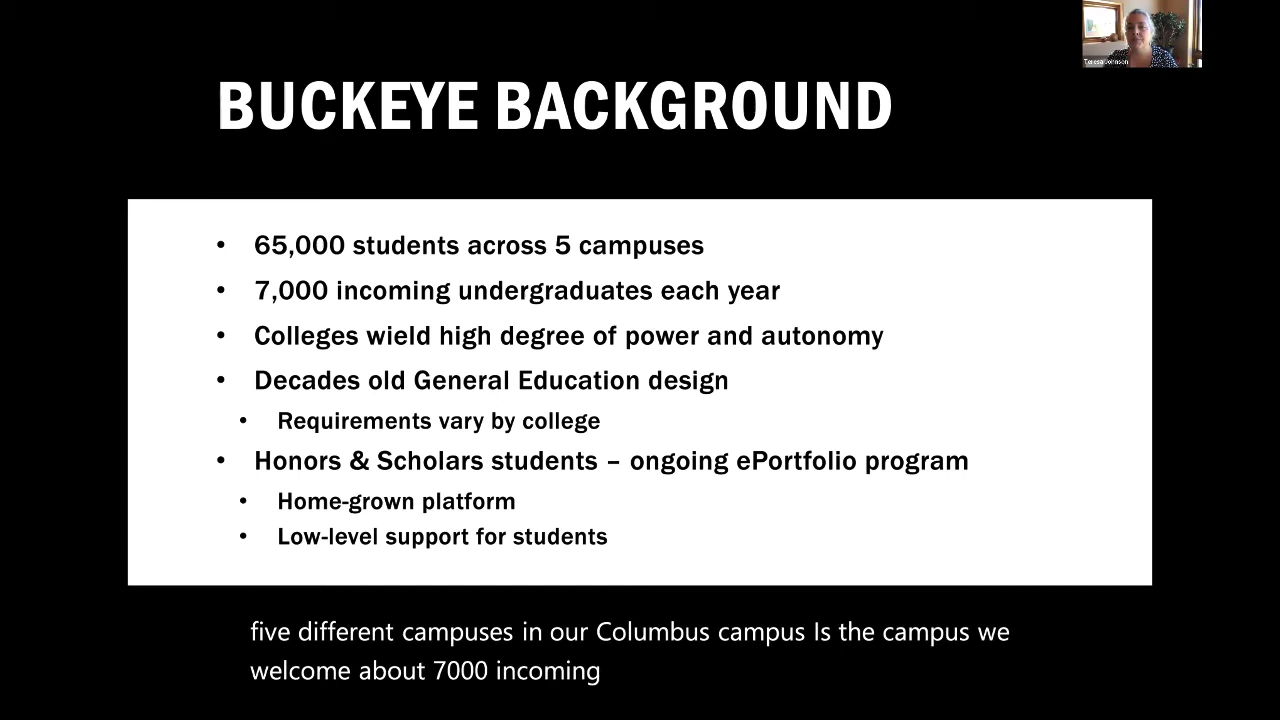 Teresa Johnson
BUCKEYE BACKGROUND
• 65,000 students across 5 campuses
• 7,000 incoming undergraduates each year
• Colleges wield high degree of power and autonomy
• Decades old General Education design
• Requirements vary by college
• Honors & Scholars students – ongoing ePortfolio program
• Home-grown platform
• Low-level support for students
five different campuses in our Columbus campus Is the campus we
welcome about 7000 incoming